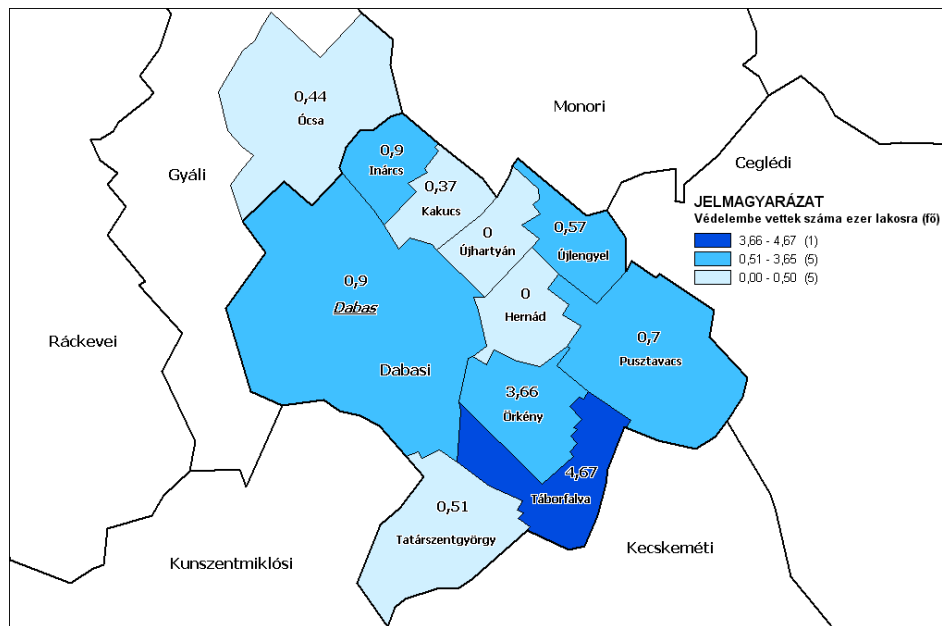 0,44
Ócsa
Monori
Ceglédi
Gyáli
0,9
Inárcs
0,37
Kakucs
0
Újhartyán
0,57
Újlengyel
JELMAGYARÁZAT
Védelembe vettek száma ezer lakosra (fő)
3,66 - 4,67 (1)
0,51 - 3,65 (5)
0,00 - 0,50 (5)
0,9
Dabas
0
Hernád
Ráckevei
0,7
Pusztavacs
Dabasi
3,66
Örkény
4,67
Táborfalva
0,51
Tatárszentgyörgy
Kunszentmiklósi
Kecskeméti